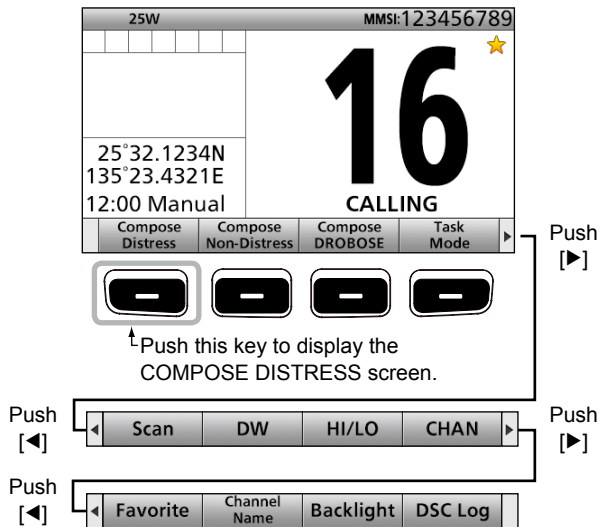 25W MMSI:123456789
16
25°32.1234N
135°23.4321E
12:00 Manual CALLING
Compose Distress Compose Non-Distress Compose DROBOSE Task Mode ▶
Push [▶]
Push this key to display the
COMPOSE DISTRESS screen.
Push [◀]
◀ Scan DW HI/LO CHAN ▶
Push [▶]
Push [◀]
◀ Favorite Channel Name Backlight DSC Log